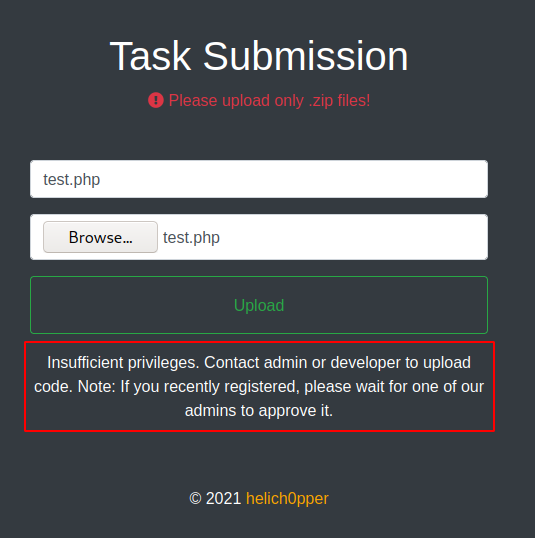 Task Submission
Please upload only .zip files!
test.php
Browse... test.php
Upload
Insufficient privileges. Contact admin or developer to upload
code. Note: If you recently registered, please wait for one of our
admins to approve it.
© 2021 helich0pper